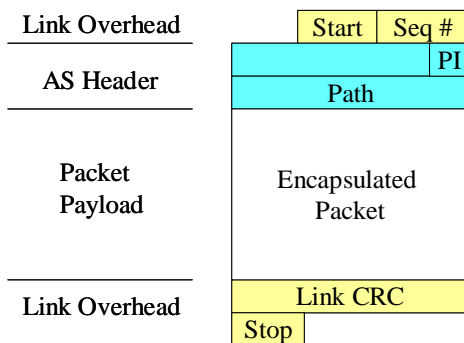 Link Overhead
Start
Seq #
PI
AS Header
Path
Packet
Payload
Encapsulated
Packet
Link CRC
Link Overhead
Stop